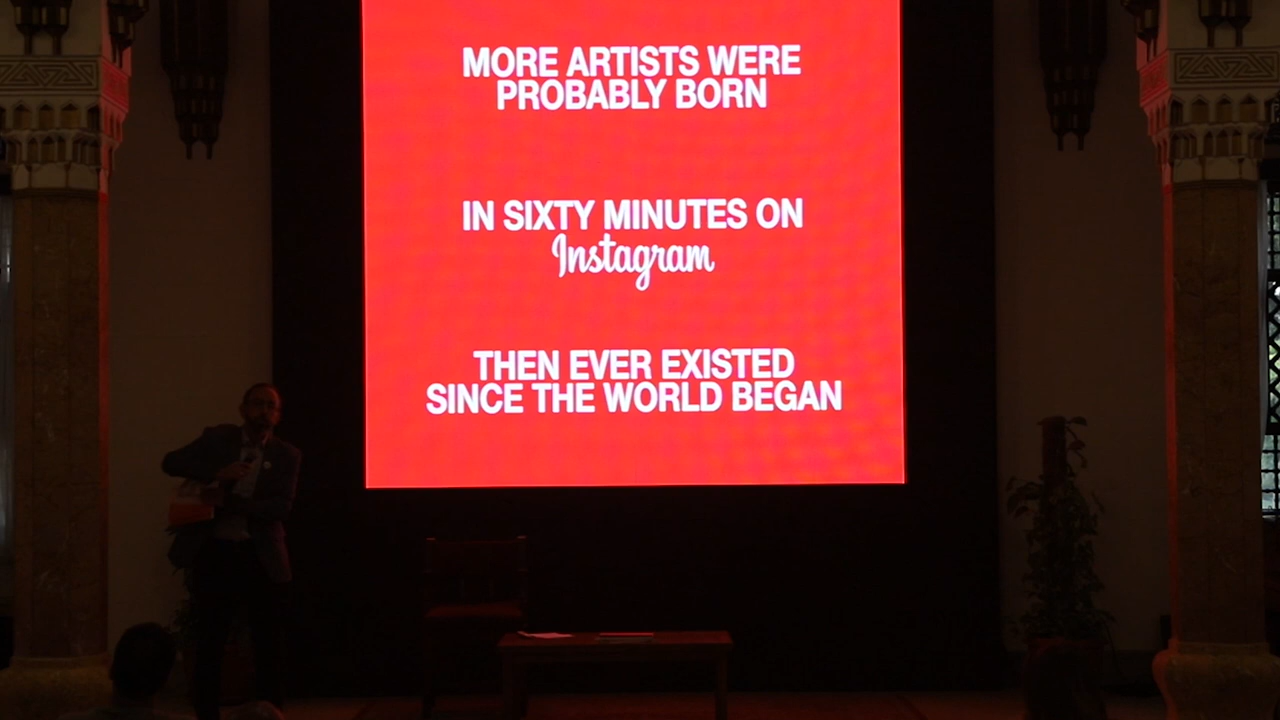 MORE ARTISTS WERE
PROBABLY BORN
IN SIXTY MINUTES ON
Instagram
THEN EVER EXISTED
SINCE THE WORLD BEGAN